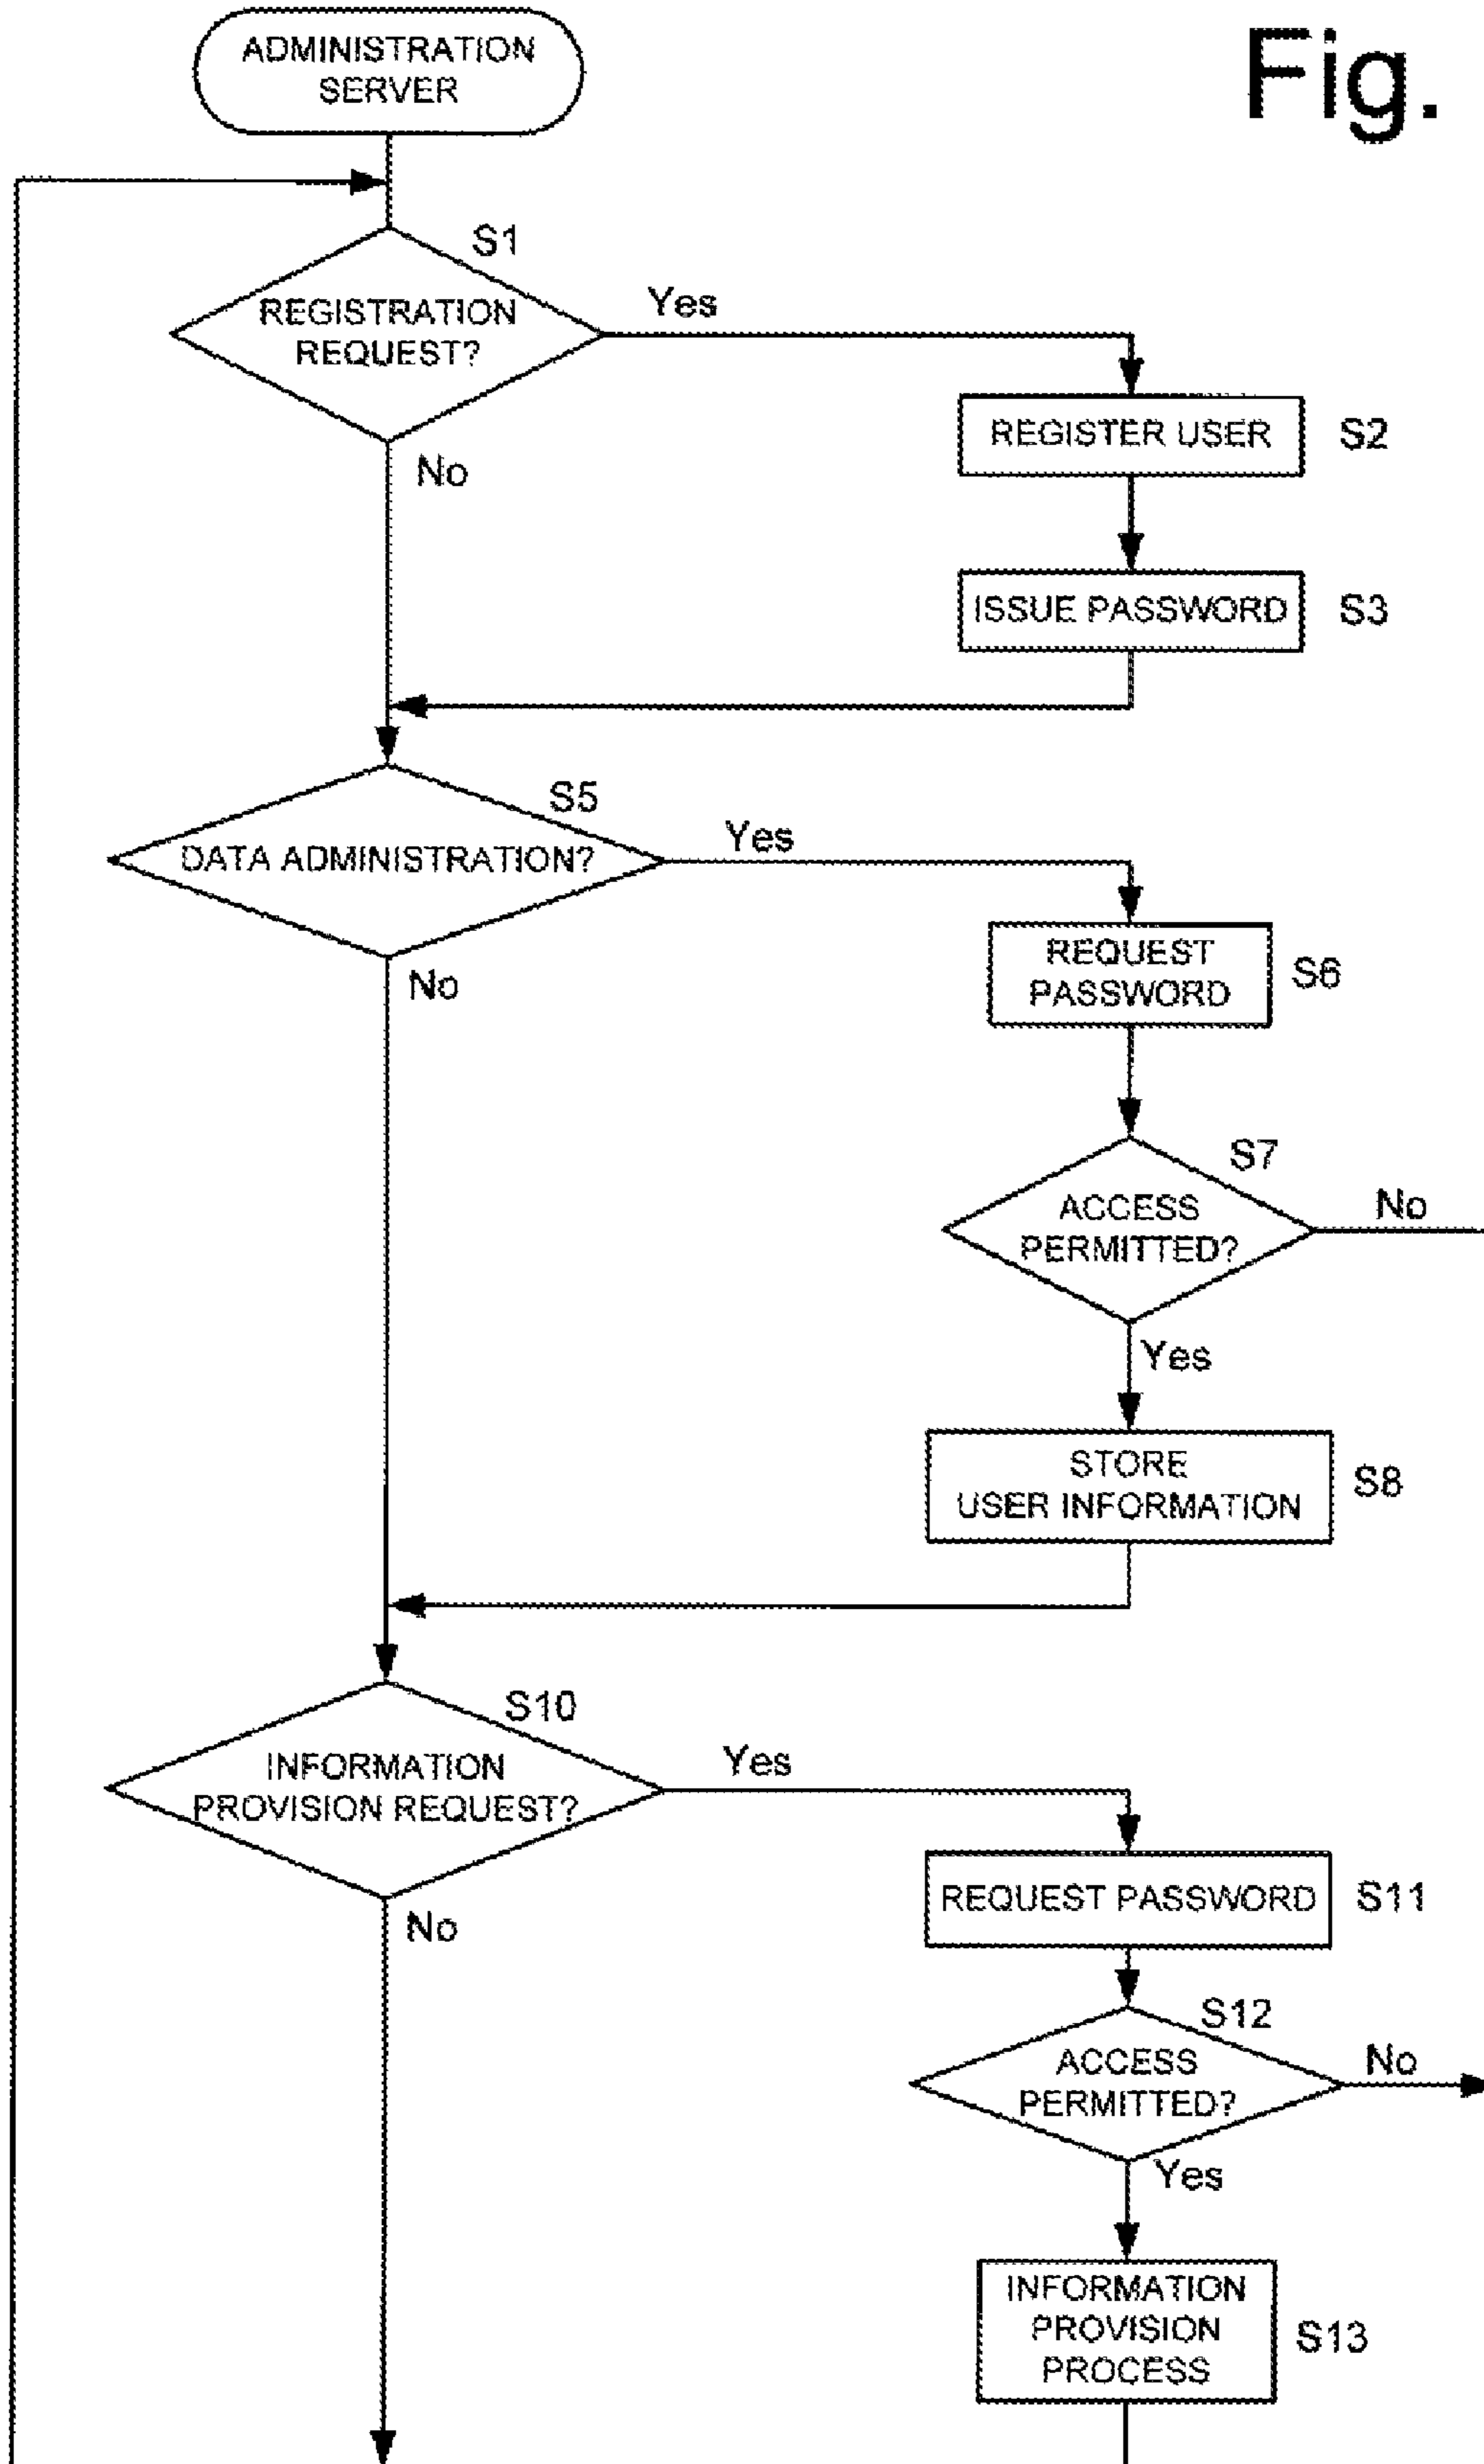 Fig.
ADMINISTRATION
SERVER
S1
REGISTRATION
REQUEST?
Yes
No
REGISTER USER
S2
ISSUE PASSWORD
S3
S5
DATA ADMINISTRATION?
Yes
No
REQUEST
PASSWORD
S6
S7
ACCESS
PERMITTED?
No
Yes
STORE
USER INFORMATION
S8
S10
INFORMATION
PROVISION REQUEST?
Yes
No
REQUEST PASSWORD
S11
S12
ACCESS
PERMITTED?
No
Yes
INFORMATION
PROVISION
PROCESS
S13